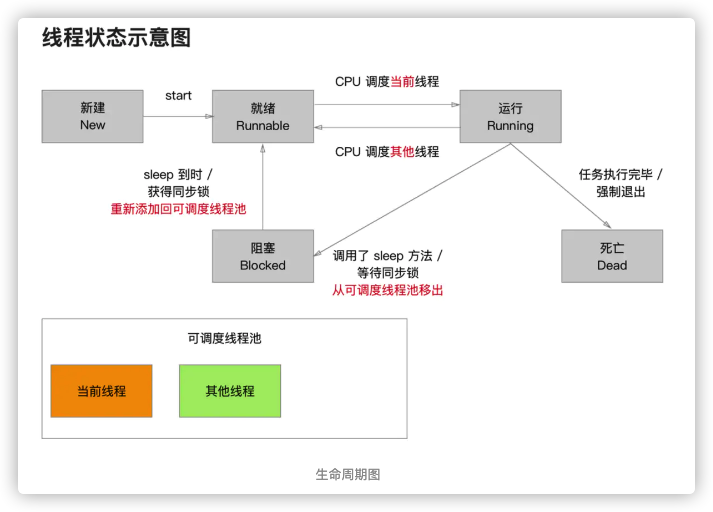 线程状态示意图
新建
New
start
就绪
Runnable
CPU 调度当前线程
CPU 调度其他线程
运行
Running
sleep 到时 /
获得同步锁
重新添加回可调度线程池
任务执行完毕 /
强制退出
阻塞
Blocked
调用了 sleep 方法 /
等待同步锁
从可调度线程池移出
死亡
Dead
可调度线程池
当前线程
其他线程
生命周期图